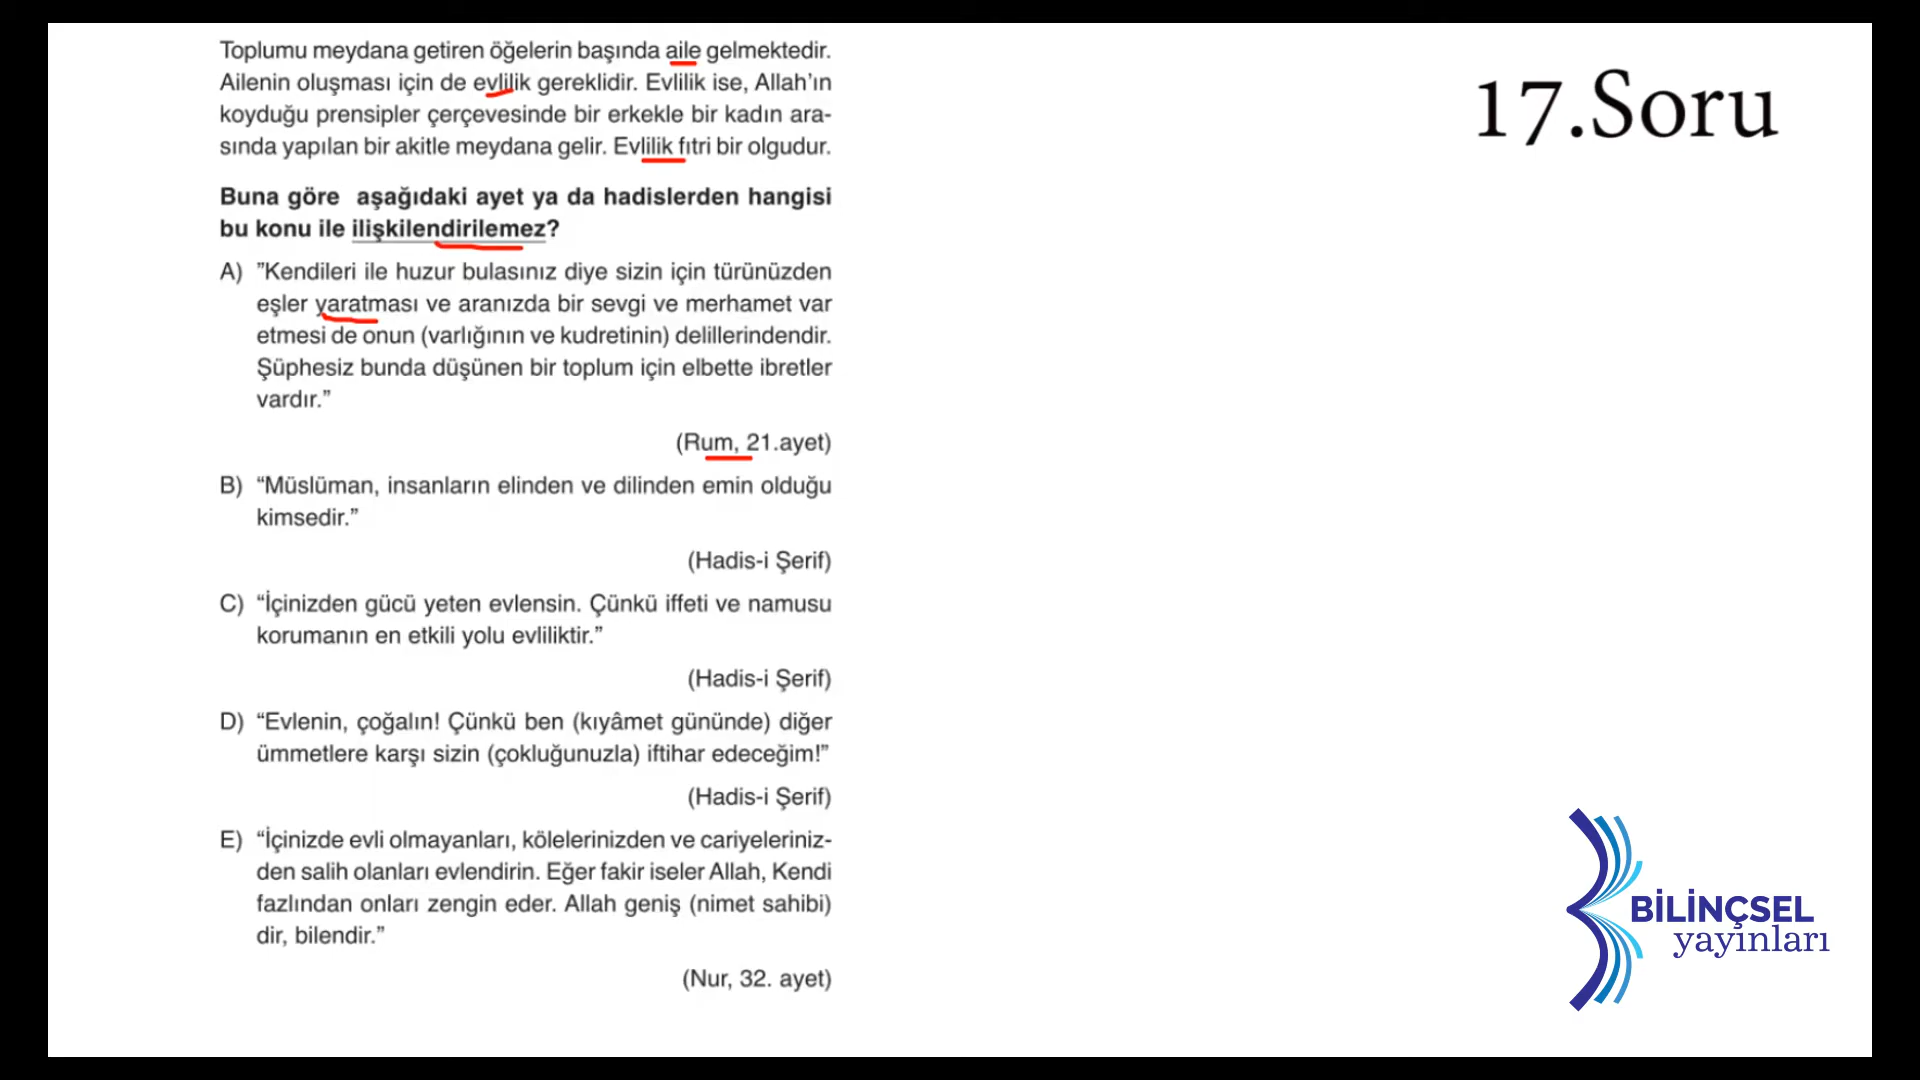 17.Soru
Toplumu meydana getiren öğelerin başında aile gelmektedir.
Ailenin oluşması için de evlilik gereklidir. Evlilik ise, Allah’ın
koyduğu prensipler çerçevesinde bir erkekle bir kadın ara-
sında yapılan bir akitle meydana gelir. Evlilik fıtri bir olgudur.
Buna göre aşağıdaki ayet ya da hadislerden hangisi
bu konu ile ilişkilendirilemez?
A) ”Kendileri ile huzur bulasınız diye sizin için türünüzden
eşler yaratması ve aranızda bir sevgi ve merhamet var
etmesi de onun (varlığının ve kudretinin) delillerindendir.
Şüphesiz bunda düşünen bir toplum için elbette ibretler
vardır.”
(Rum, 21.ayet)
B) “Müslüman, insanların elinden ve dilinden emin olduğu
kimsedir.”
(Hadis-i Şerif)
C) “İçinizden gücü yeten evlensin. Çünkü iffeti ve namusu
korumanın en etkili yolu evliliktir.”
(Hadis-i Şerif)
D) “Evlenin, çoğalın! Çünkü ben (kıyâmet gününde) diğer
ümmetlere karşı sizin (çokluğunuzla) iftihar edeceğim!”
(Hadis-i Şerif)
E) “İçinizde evli olmayanları, kölelerinizden ve cariyeleriniz-
den salih olanları evlendirin. Eğer fakir iseler Allah, Kendi
fazlından onları zengin eder. Allah geniş (nimet sahibi)
dir, bilendir.”
(Nur, 32. ayet)
BİLİNÇSEL
yayınları